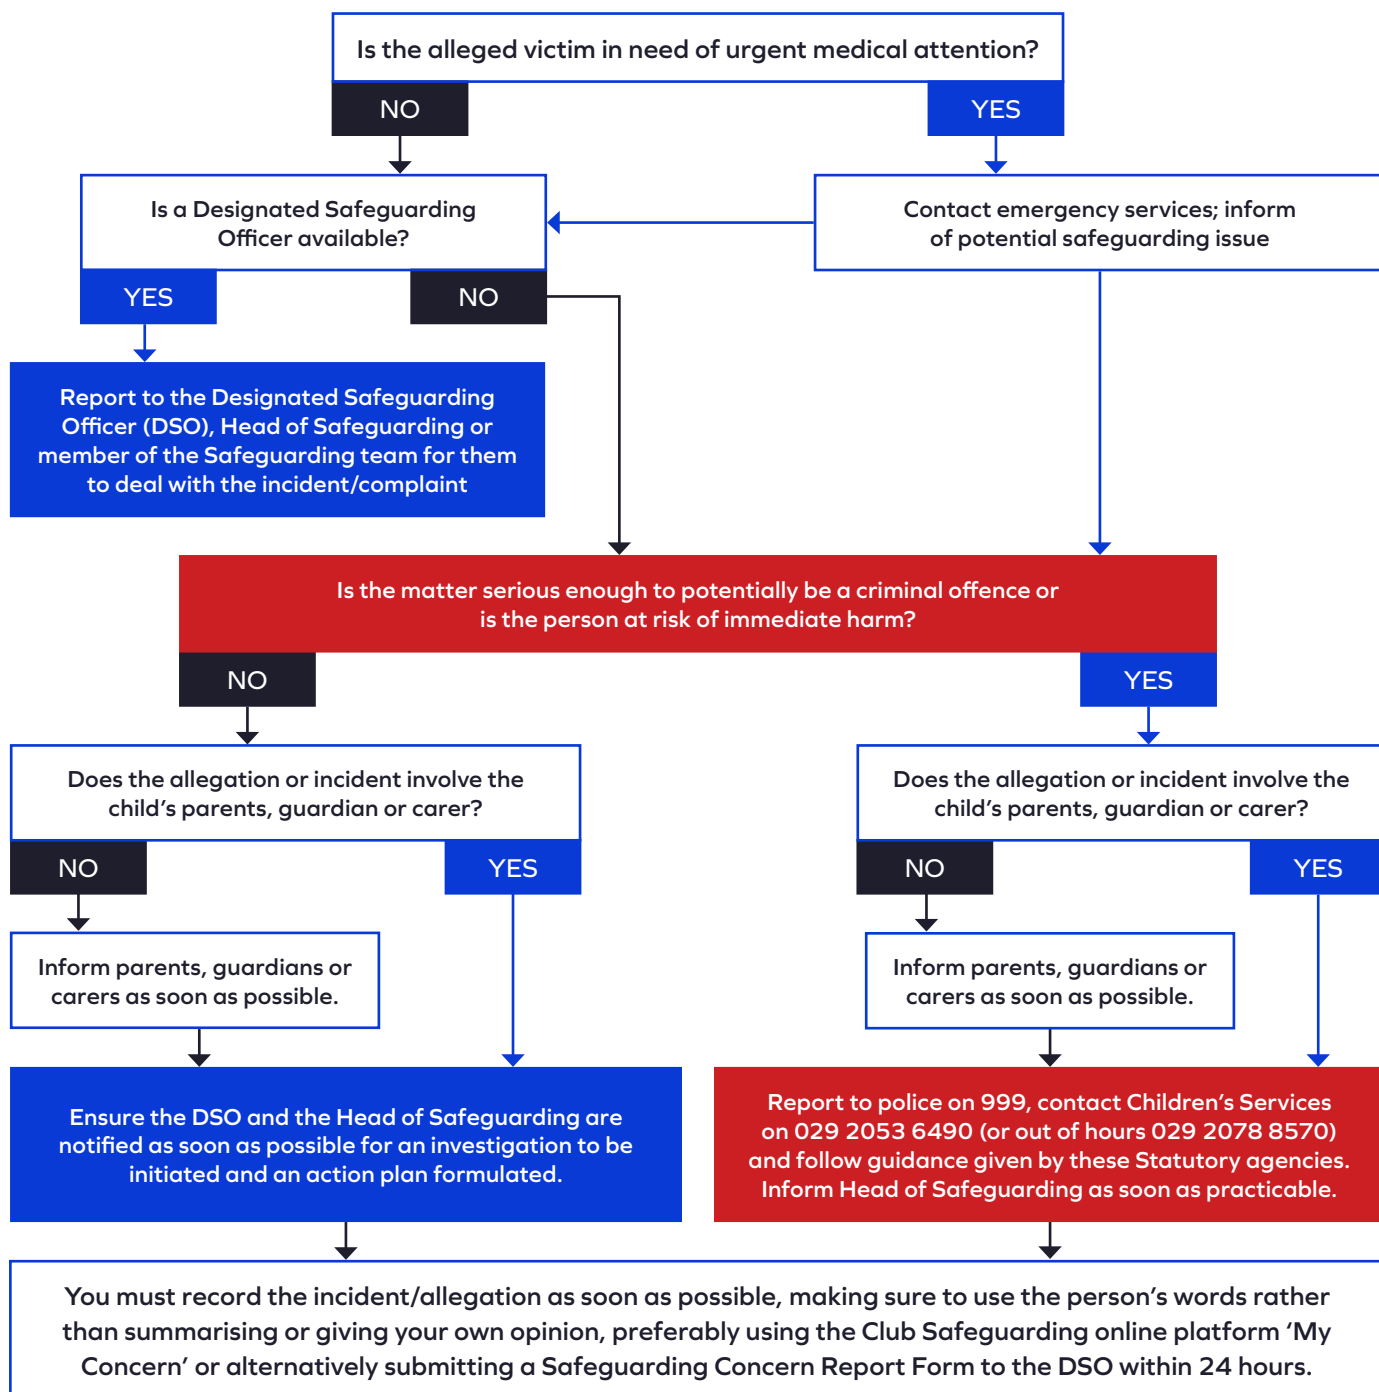 Is the alleged victim in need of urgent medical attention?
NO
YES
Is a Designated Safeguarding
Officer available?
Contact emergency services; inform
of potential safeguarding issue
YES
NO
Report to the Designated Safeguarding
Officer (DSO), Head of Safeguarding or
member of the Safeguarding team for them
to deal with the incident/complaint
Is the matter serious enough to potentially be a criminal offence or
is the person at risk of immediate harm?
NO
YES
Does the allegation or incident involve the
child’s parents, guardian or carer?
Does the allegation or incident involve the
child’s parents, guardian or carer?
NO
YES
NO
YES
Inform parents, guardians or
carers as soon as possible.
Inform parents, guardians or
carers as soon as possible.
Ensure the DSO and the Head of Safeguarding are
notified as soon as possible for an investigation to be
initiated and an action plan formulated.
Report to police on 999, contact Children’s Services
on 029 2053 6490 (or out of hours 029 2078 8570)
and follow guidance given by these Statutory agencies.
Inform Head of Safeguarding as soon as practicable.
You must record the incident/allegation as soon as possible, making sure to use the person’s words rather
than summarising or giving your own opinion, preferably using the Club Safeguarding online platform ‘My
Concern’ or alternatively submitting a Safeguarding Concern Report Form to the DSO within 24 hours.